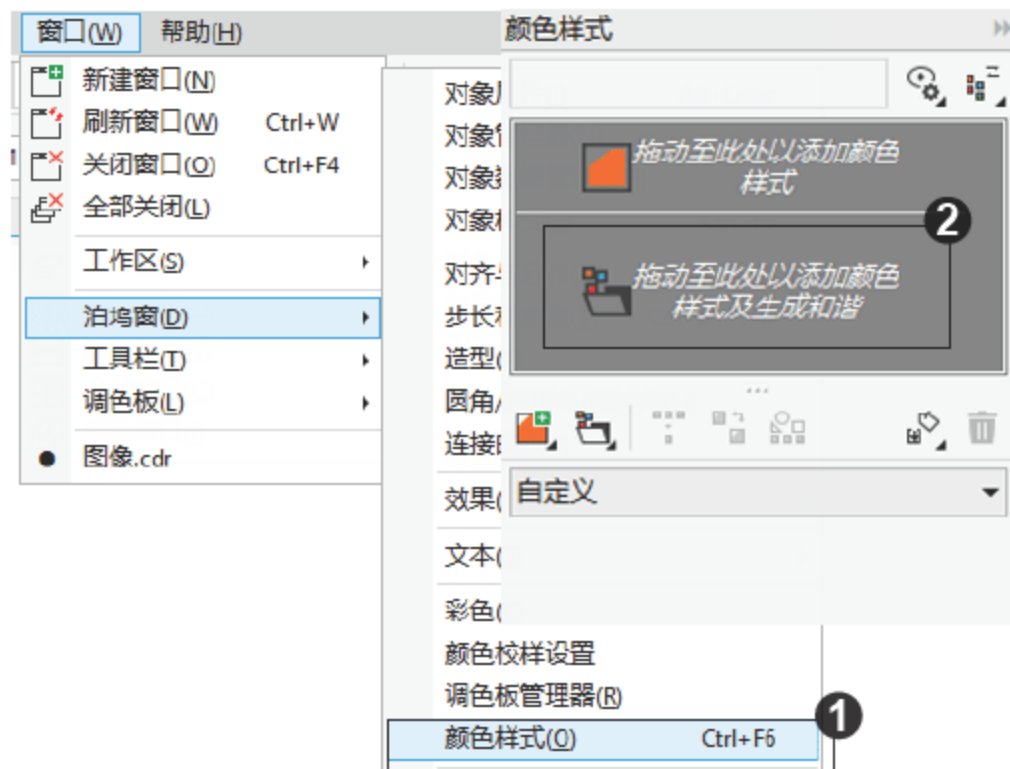 窗口(W) 帮助(H)
新建窗口(N)
刷新窗口(W) Ctrl+W
关闭窗口(O) Ctrl+F4
全部关闭(L)
工作区(S)
泊坞窗(D)
工具栏(T)
调色板(L)
图像.cdr
对象
对象
对象
对象
对齐
步长
造型(
圆角
连接
效果(
文本(
彩色(
颜色校样设置
调色板管理器(R)
颜色样式(O) Ctrl+F6
1
颜色样式
拖动至此处以添加颜色
样式
2
拖动至此处以添加颜色
样式及生成和谐
自定义